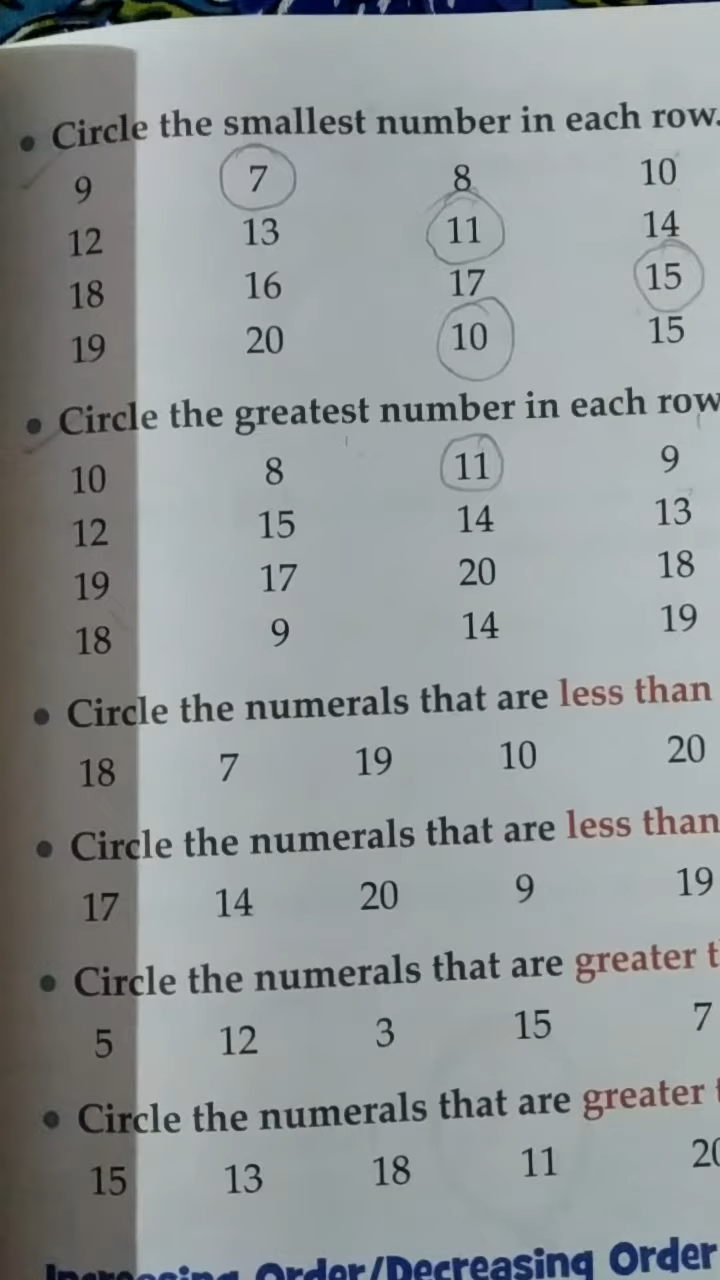 • Circle the smallest number in each row.
9 7 8 10
12 13 11 14
18 16 17 15
19 20 10 15
• Circle the greatest number in each row
10 8 11 9
12 15 14 13
19 17 20 18
18 9 14 19
• Circle the numerals that are less than
18 7 19 10 20
• Circle the numerals that are less than
17 14 20 9 19
• Circle the numerals that are greater t
5 12 3 15 7
• Circle the numerals that are greater
15 13 18 11 20
Increasing Order/Decreasing Order